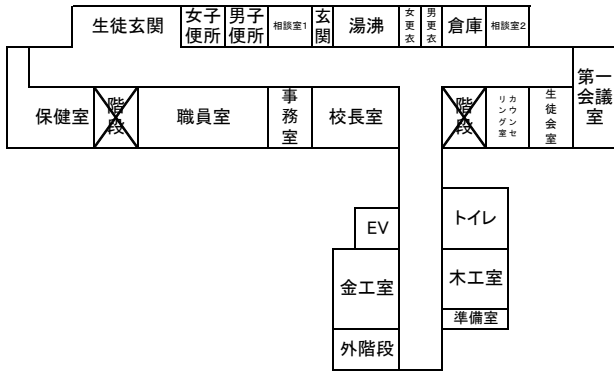 生徒玄関
女子
便所
男子
便所
相談室1
玄
関
湯沸
女
更
衣
男
更
衣
倉庫
相談室2
第一
会議
室
保健室
階
段
職員室
事
務
室
校長室
階
段
カウンセ
リング室
生
徒
会
室
トイレ
EV
金工室
木工室
準備室
外階段